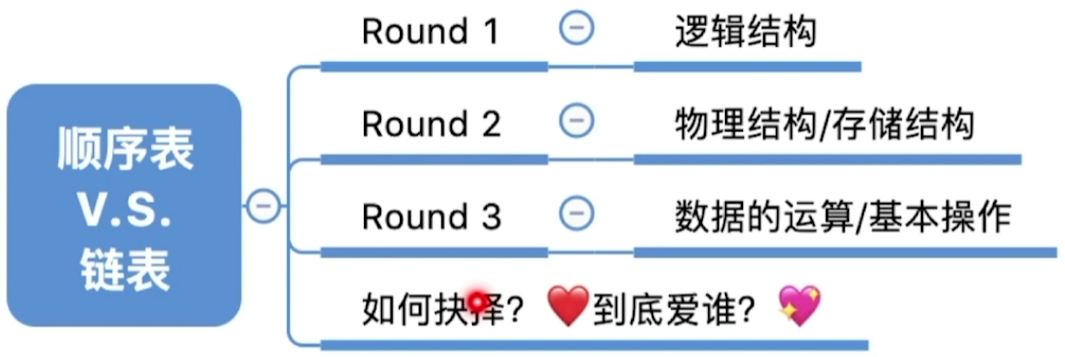 顺序表
V.S.
链表
Round 1
逻辑结构
Round 2
物理结构/存储结构
Round 3
数据的运算/基本操作
如何抉择？❤️到底爱谁？💖